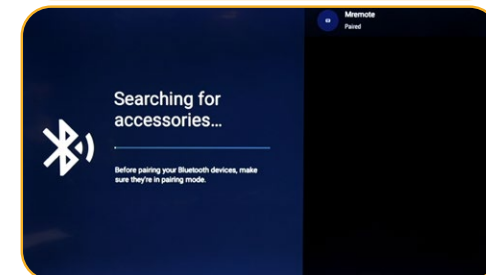 Mremote
Paired
Searching for
accessories...
Before pairing your Bluetooth devices, make
sure they're in pairing mode.